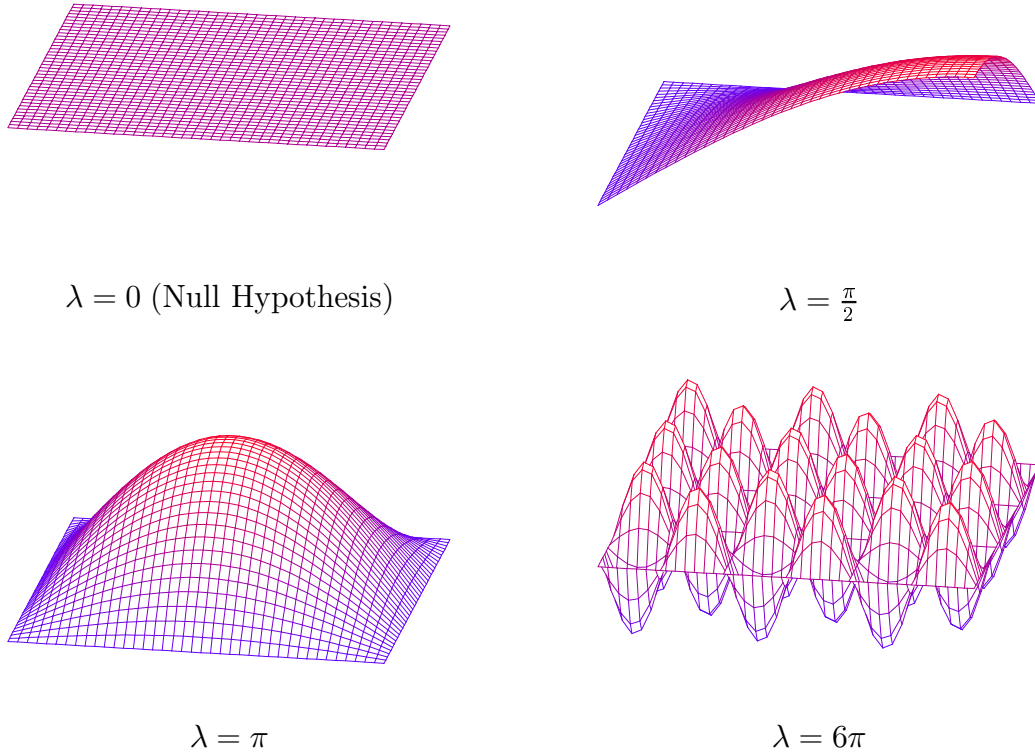 λ = 0 (Null Hypothesis)
λ = π/2
λ = π
λ = 6π